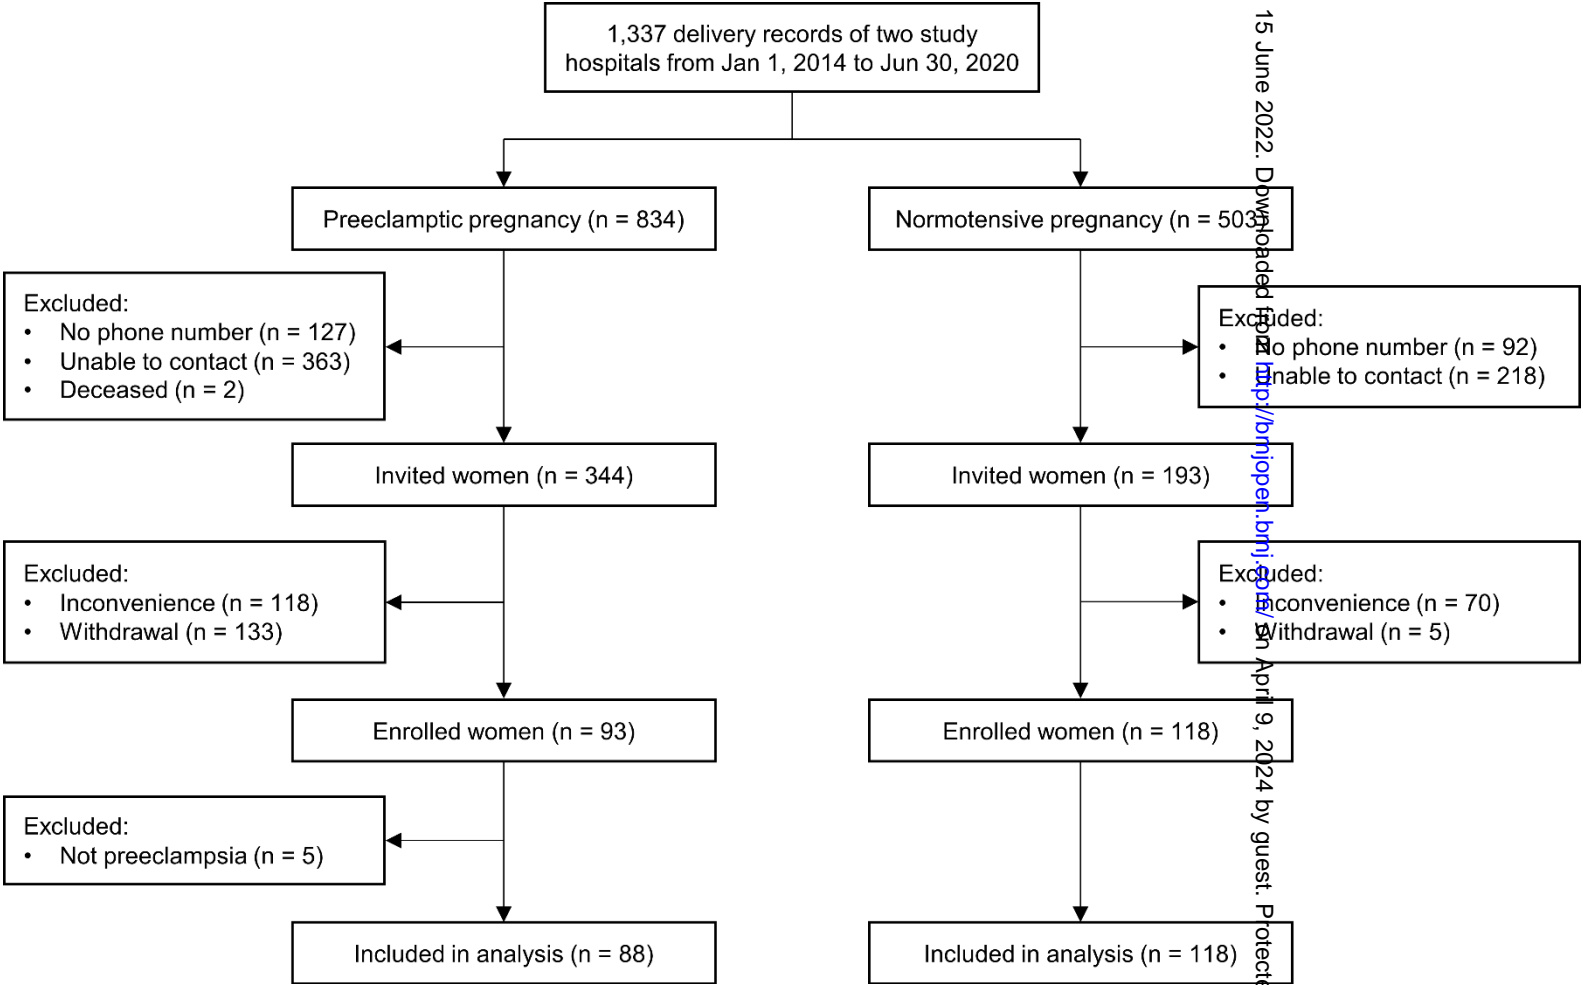 1,337 delivery records of two study
hospitals from Jan 1, 2014 to Jun 30, 2020
Preeclamptic pregnancy (n = 834)
Normotensive pregnancy (n = 503)
Excluded:
• No phone number (n = 127)
• Unable to contact (n = 363)
• Deceased (n = 2)
Excluded:
• No phone number (n = 92)
• Unable to contact (n = 218)
Invited women (n = 344)
Invited women (n = 193)
Excluded:
• Inconvenience (n = 118)
• Withdrawal (n = 133)
Excluded:
• Inconvenience (n = 70)
• Withdrawal (n = 5)
Enrolled women (n = 93)
Enrolled women (n = 118)
Excluded:
• Not preeclampsia (n = 5)
Included in analysis (n = 88)
Included in analysis (n = 118)
15 June 2022. Downloaded from http://bmjopen.bmj.com/ on April 9, 2024 by guest. Protecte